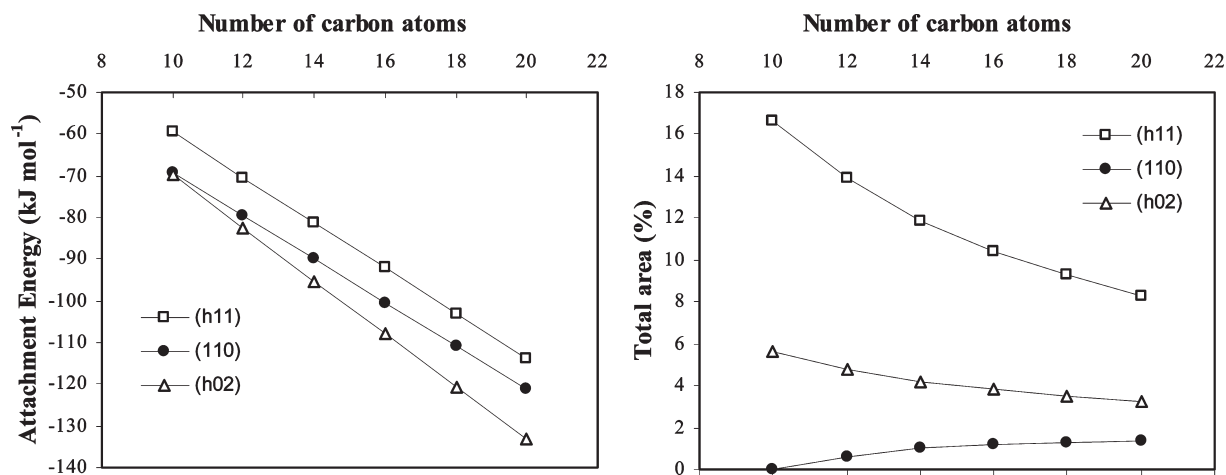 Number of carbon atoms
8 10 12 14 16 18 20 22
Attachment Energy (kJ mol⁻¹)
-50
-60
-70
-80
-90
-100
-110
-120
-130
-140
(h11)
(110)
(h02)
Number of carbon atoms
8 10 12 14 16 18 20 22
Total area (%)
18
16
14
12
10
8
6
4
2
0
(h11)
(110)
(h02)